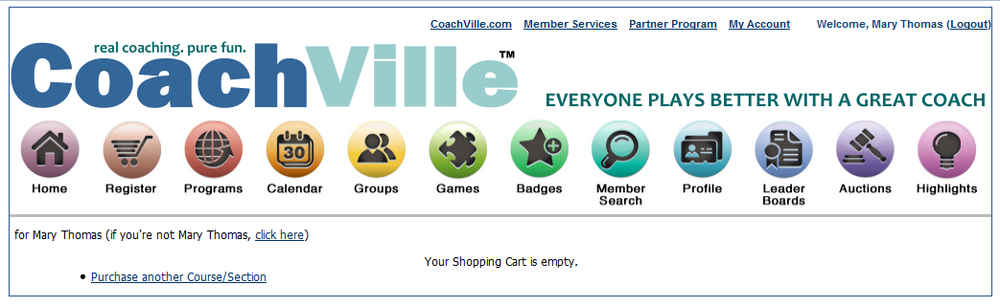 CoachVille.com Member Services Partner Program My Account Welcome, Mary Thomas (Logout)
real coaching. pure fun.
CoachVille™
EVERYONE PLAYS BETTER WITH A GREAT COACH
30
Home Register Programs Calendar Groups Games Badges Member Search Profile Leader Boards Auctions Highlights
for Mary Thomas (if you're not Mary Thomas, click here)
Your Shopping Cart is empty.
• Purchase another Course/Section